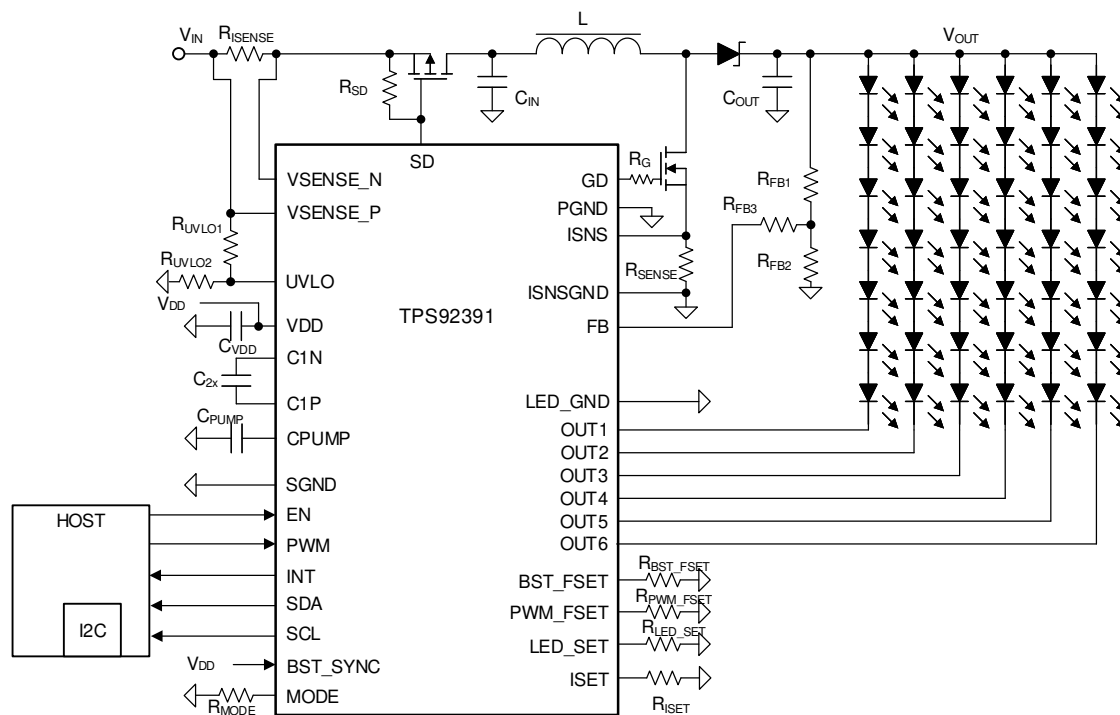 VIN
RISENSE
L
VOUT
RSD
CIN
COUT
SD
RG
GD
VSENSE_N
RFB1
PGND
VSENSE_P
RFB3
RUVLO1
ISNS
RFB2
RUVLO2
RSENSE
UVLO
ISNSGND
VDD
TPS92391
VDD
FB
CVDD
C1N
C2x
C1P
LED_GND
CPUMP
OUT1
CPUMP
OUT2
OUT3
SGND
OUT4
HOST
EN
OUT5
PWM
OUT6
INT
BST_FSET
RBST_FSET
SDA
PWM_FSET
RPWM_FSET
I2C
SCL
LED_SET
RLED_SET
VDD
BST_SYNC
ISET
MODE
RMODE
RISET